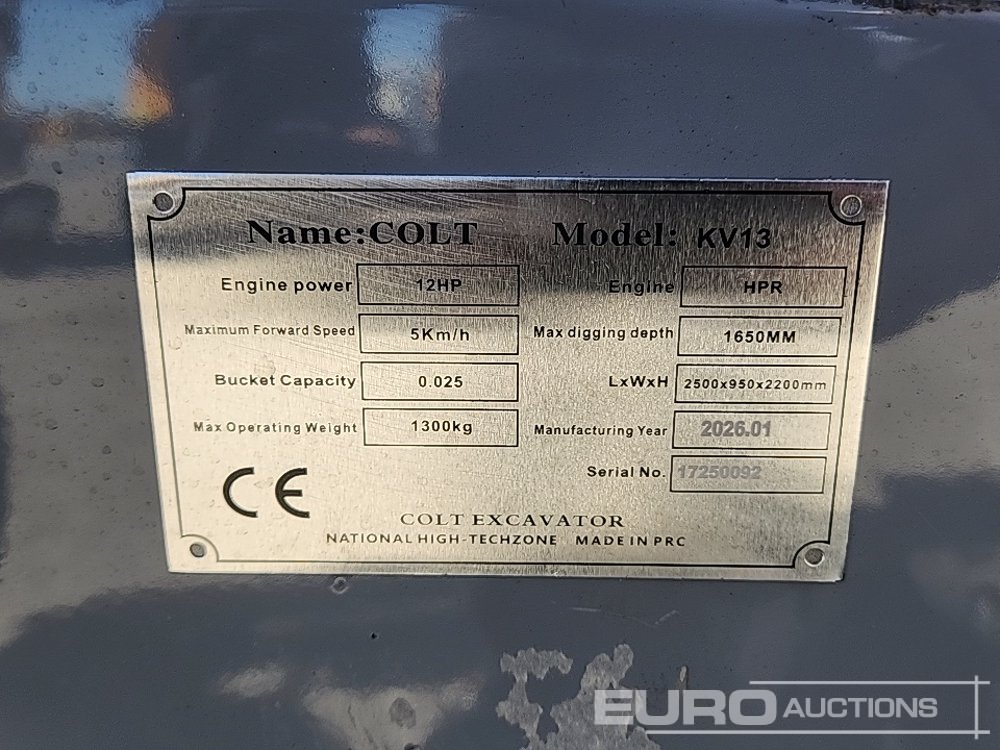 Name:COLT Model: KV13
Engine power 12HP Engine HPR
Maximum Forward Speed 5Km/h Max digging depth 1650MM
Bucket Capacity 0.025 LxWxH 2500x950x2200mm
Max Operating Weight 1300kg Manufacturing Year 2026.01
Serial No. 17250092
CE
COLT EXCAVATOR
NATIONAL HIGH-TECHZONE MADE IN PRC
EURO AUCTIONS